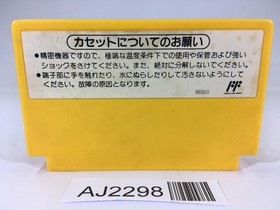 カセットについてのお願い
●精密機器ですので、極端な温度条件下での使用や保管および強い
ショックをさけてください。また、絶対に分解しないでください。
●端子部に手を触れたり、水にぬらしたりして汚さないようにして
ください。故障の原因となります。
AJ2298